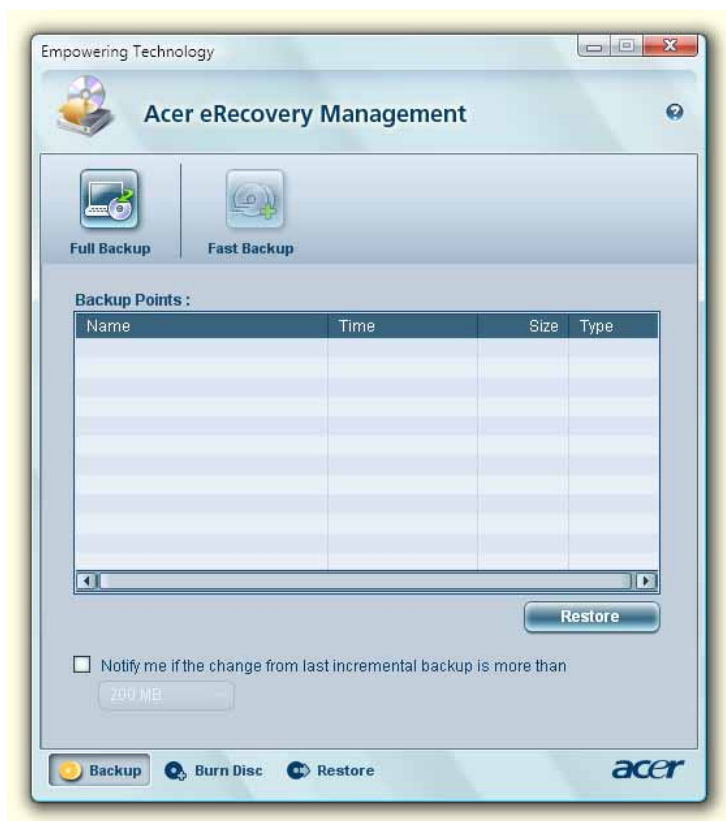 Empowering Technology
Acer eRecovery Management
Full Backup
Fast Backup
Backup Points :
Name Time Size Type
Restore
Notify me if the change from last incremental backup is more than
200 MB
Backup Burn Disc Restore acer